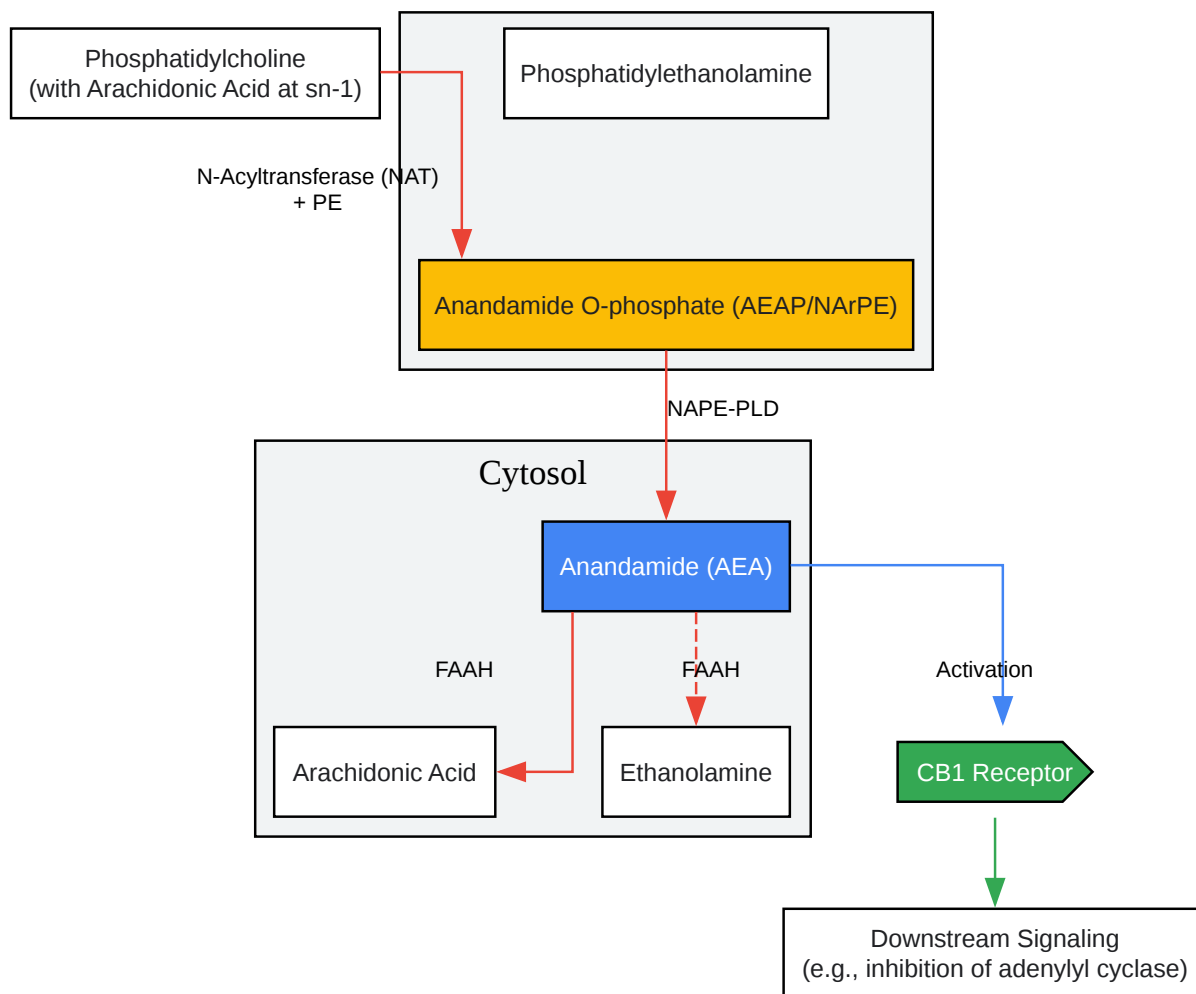 Phosphatidylcholine
(with Arachidonic Acid at sn-1)
Phosphatidylethanolamine
N-Acyltransferase (NAT)
+ PE
Anandamide O-phosphate (AEAP/NArPE)
NAPE-PLD
Cytosol
Anandamide (AEA)
FAAH
FAAH
Activation
Arachidonic Acid
Ethanolamine
CB1 Receptor
Downstream Signaling
(e.g., inhibition of adenylyl cyclase)